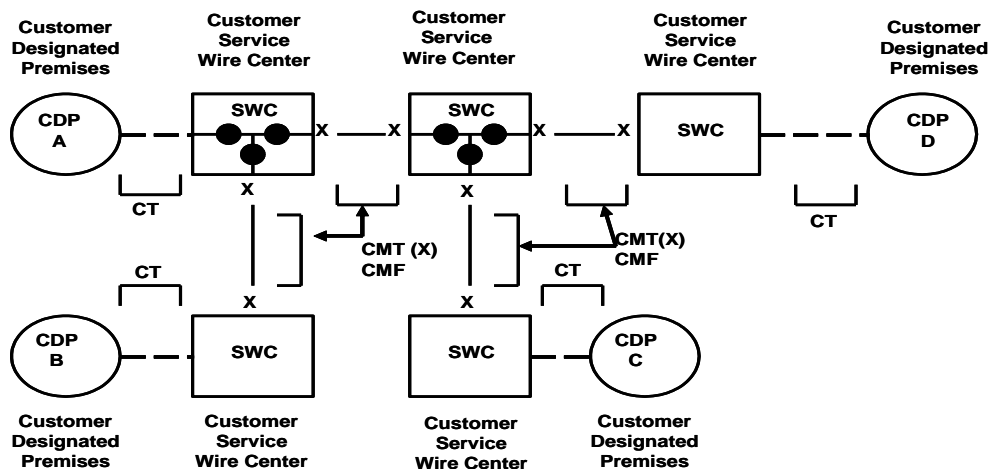 Customer
Designated
Premises
Customer
Service
Wire Center
Customer
Service
Wire Center
Customer
Service
Wire Center
Customer
Designated
Premises
CDP
A
SWC
X
X
SWC
X
X
SWC
CDP
D
CT
X
X
CT
CMT (X)
CMF
CMT(X)
CMF
CT
CT
X
X
CDP
B
SWC
SWC
CDP
C
Customer
Designated
Premises
Customer
Service
Wire Center
Customer
Service
Wire Center
Customer
Designated
Premises